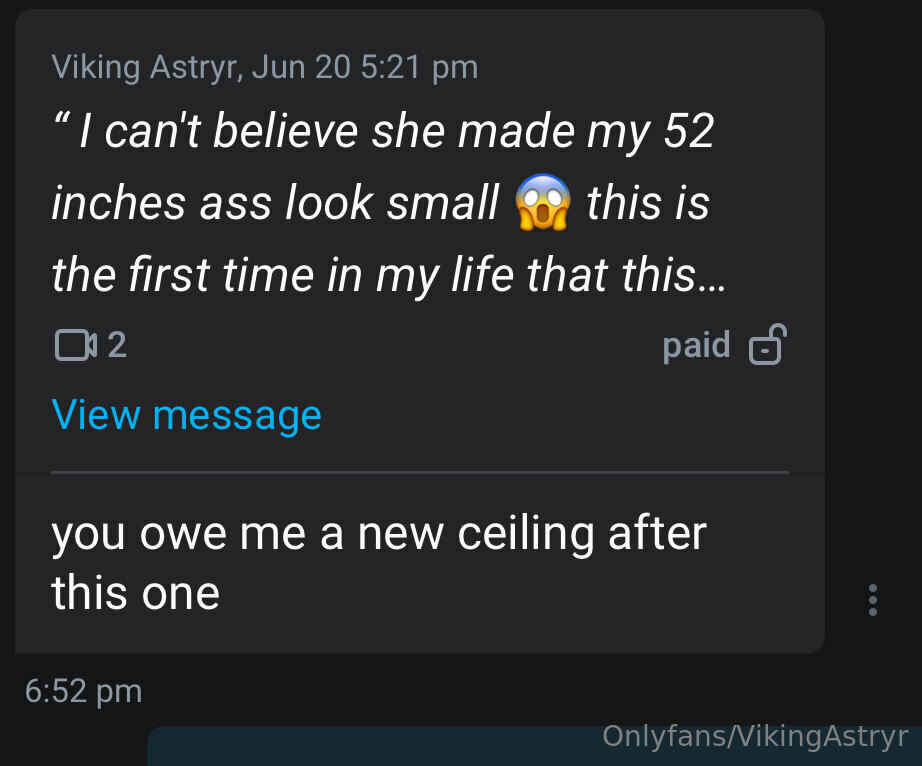 Viking Astryr, Jun 20 5:21 pm
“ I can't believe she made my 52
inches ass look small 😱 this is
the first time in my life that this...
2
paid
View message
you owe me a new ceiling after
this one
6:52 pm
Onlyfans/VikingAstryr